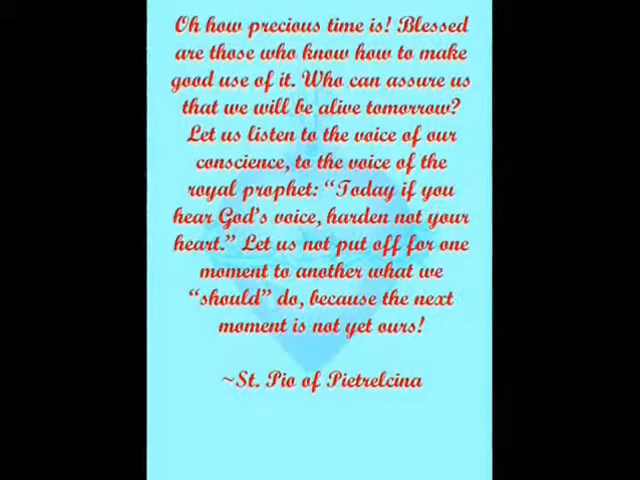 Oh how precious time is! Blessed
are those who know how to make
good use of it. Who can assure us
that we will be alive tomorrow?
Let us listen to the voice of our
conscience, to the voice of the
royal prophet: “Today if you
hear God's voice, harden not your
heart.” Let us not put off for one
moment to another what we
“should” do, because the next
moment is not yet ours!
~St. Pio of Pietrelcina